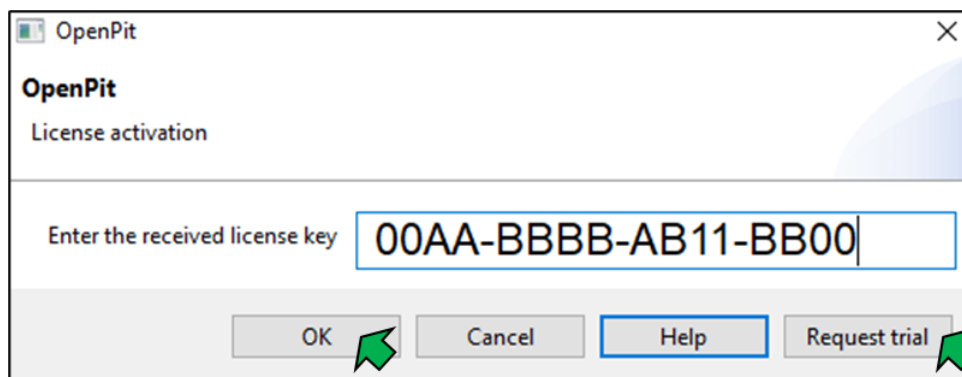 OpenPit
OpenPit
License activation
Enter the received license key 00AA-BBBB-AB11-BB00
OK Cancel Help Request trial